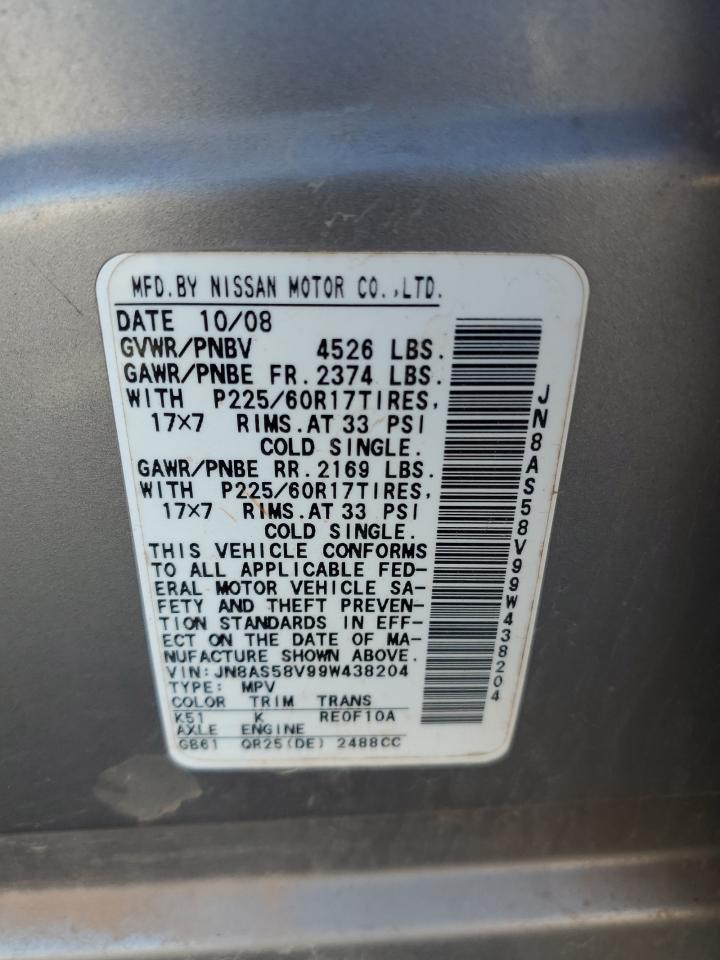 MFD.BY NISSAN MOTOR CO.,LTD.
DATE 10/08
GVWR/PNBV 4526 LBS.
GAWR/PNBE FR.2374 LBS.
WITH P225/60R17TIRES,
17×7 RIMS.AT 33 PSI
COLD SINGLE.
GAWR/PNBE RR.2169 LBS.
WITH P225/60R17TIRES,
17×7 RIMS.AT 33 PSI
COLD SINGLE.
THIS VEHICLE CONFORMS
TO ALL APPLICABLE FED-
ERAL MOTOR VEHICLE SA-
FETY AND THEFT PREVEN-
TION STANDARDS IN EFF-
ECT ON THE DATE OF MA-
NUFACTURE SHOWN ABOVE.
VIN:JN8AS58V99W438204
TYPE: MPV
COLOR TRIM TRANS
K51 K RE0F10A
AXLE ENGINE
GB61 QR25(DE) 2488CC
JN8AS58V99W438204